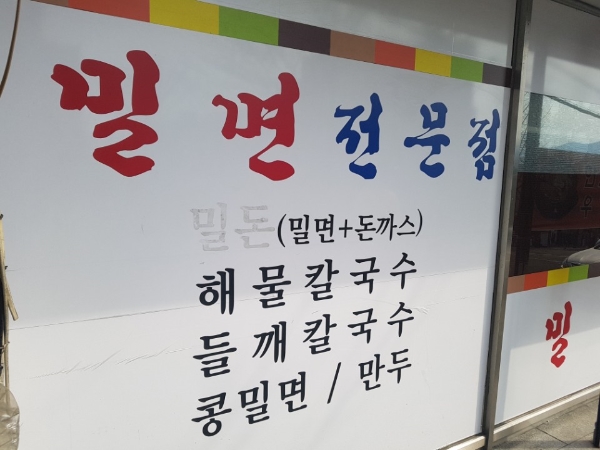 밀면전문점
밀돈(밀면+돈까스)
해물칼국수
들깨칼국수
콩밀면 / 만두
밀